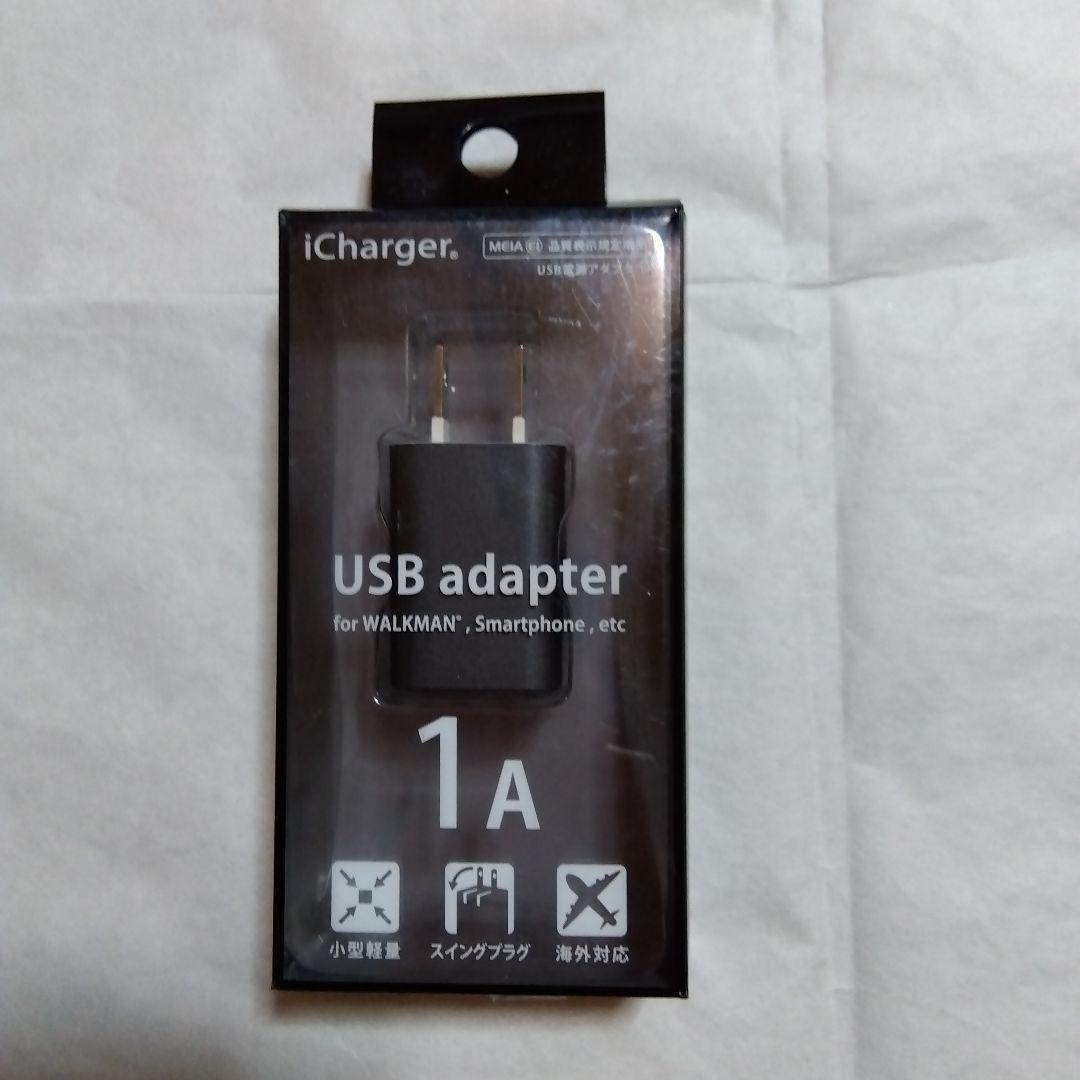 iCharger®
MEIA EI 品質表示規定準
USB電源アダプタ
USB adapter
for WALKMAN®, Smartphone, etc
1A
小型軽量
スイングプラグ
海外対応